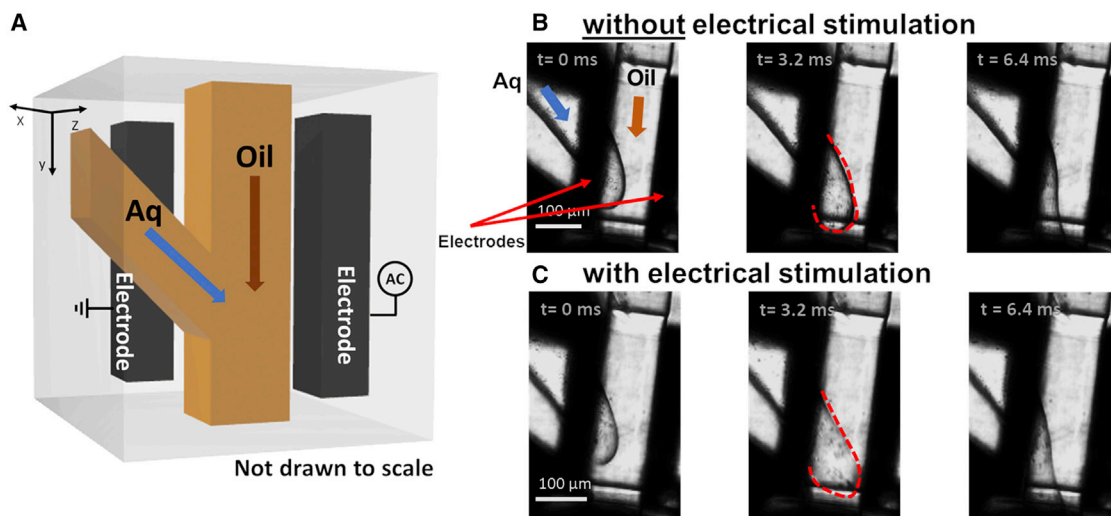 A
X
Z
y
Oil
Aq
Electrode
Electrode
AC
Not drawn to scale
B without electrical stimulation
t= 0 ms
t= 3.2 ms
t = 6.4 ms
Aq
Oil
100 µm
Electrodes
C with electrical stimulation
t= 0 ms
t= 3.2 ms
t = 6.4 ms
100 µm